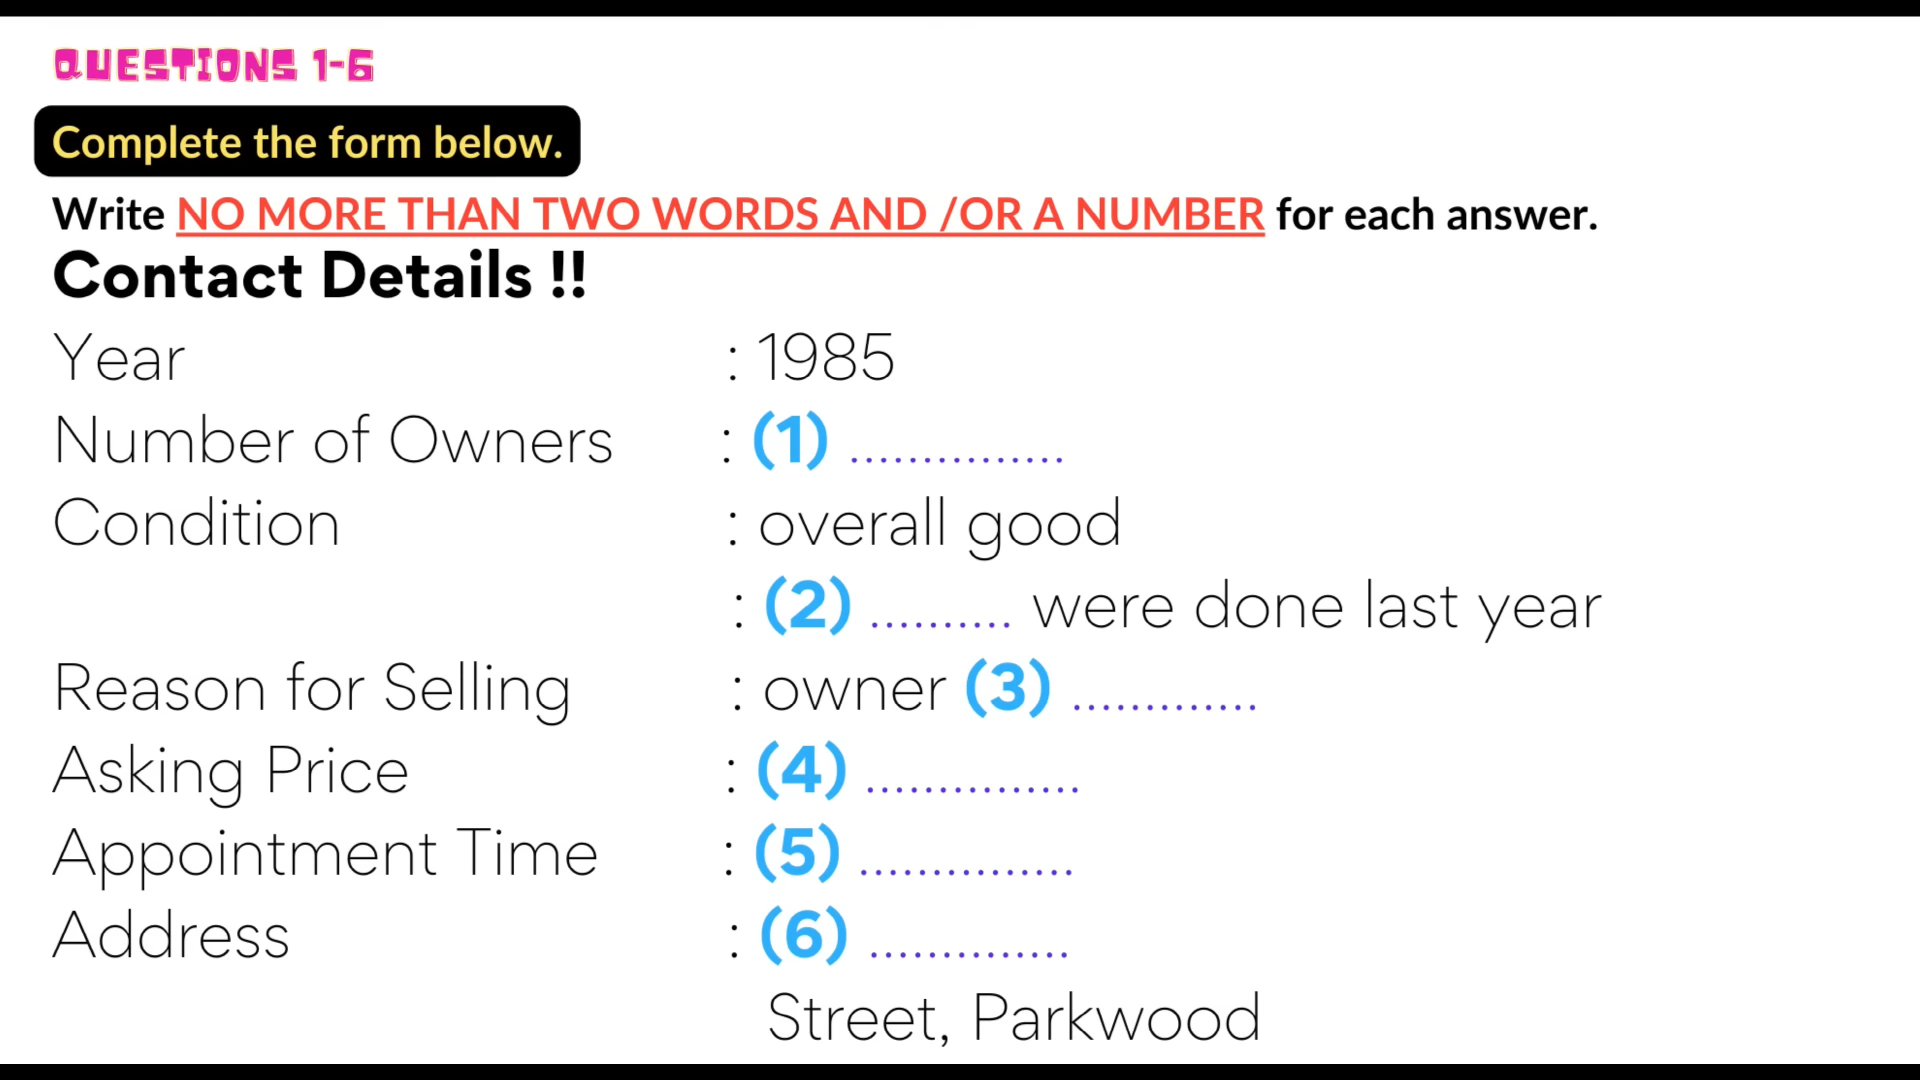 QUESTIONS 1-6
Complete the form below.
Write NO MORE THAN TWO WORDS AND /OR A NUMBER for each answer.
Contact Details !!
Year : 1985
Number of Owners : (1) ...............
Condition : overall good
: (2) .......... were done last year
Reason for Selling : owner (3) .............
Asking Price : (4) ...............
Appointment Time : (5) ...............
Address : (6) ..............
Street, Parkwood